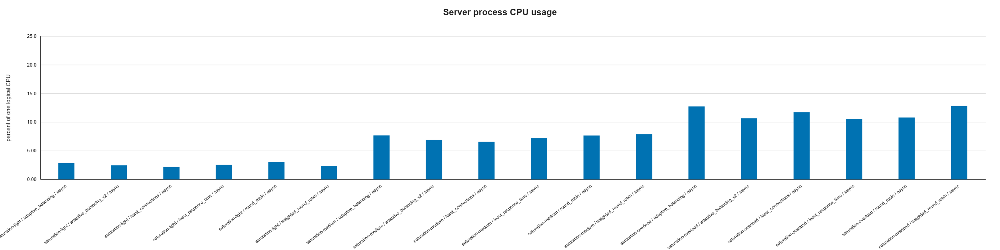 Server process CPU usage
percent of one logical CPU
25.0
20.0
15.0
10.0
5.00
0.00
aturation-light / adaptive_balancing / async
saturation-light / adaptive_balancing_v2 / async
saturation-light / least_connections / async
saturation-light / least_response_time / async
saturation-light / round_robin / async
saturation-light / weighted_round_robin / async
saturation-medium / adaptive_balancing / async
saturation-medium / adaptive_balancing_v2 / async
saturation-medium / least_connections / async
saturation-medium / least_response_time / async
saturation-medium / round_robin / async
saturation-medium / weighted_round_robin / async
saturation-overload / adaptive_balancing / async
saturation-overload / adaptive_balancing_v2 / async
saturation-overload / least_connections / async
saturation-overload / least_response_time / async
saturation-overload / round_robin / async
saturation-overload / weighted_round_robin / async